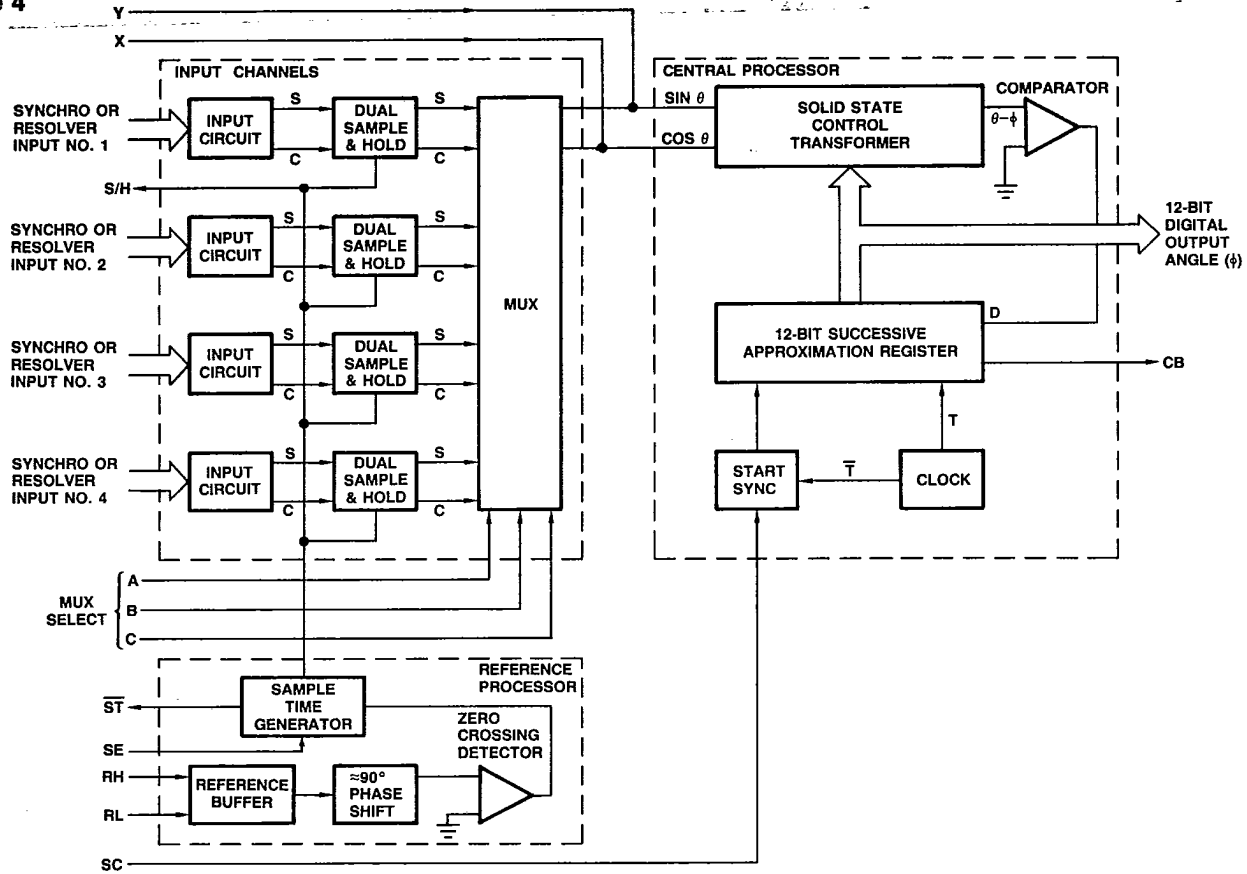 4
Y
X
INPUT CHANNELS
CENTRAL PROCESSOR
SYNCHRO OR
RESOLVER
INPUT NO. 1
INPUT
CIRCUIT
S
C
DUAL
SAMPLE
& HOLD
S
C
S/H
SYNCHRO OR
RESOLVER
INPUT NO. 2
INPUT
CIRCUIT
S
C
DUAL
SAMPLE
& HOLD
S
C
SYNCHRO OR
RESOLVER
INPUT NO. 3
INPUT
CIRCUIT
S
C
DUAL
SAMPLE
& HOLD
S
C
SYNCHRO OR
RESOLVER
INPUT NO. 4
INPUT
CIRCUIT
S
C
DUAL
SAMPLE
& HOLD
S
C
MUX
SIN θ
COS θ
SOLID STATE
CONTROL
TRANSFORMER
COMPARATOR
θ–ϕ
12-BIT
DIGITAL
OUTPUT
ANGLE (ϕ)
12-BIT SUCCESSIVE
APPROXIMATION REGISTER
D
CB
T
START
SYNC
T̅
CLOCK
MUX
SELECT
A
B
C
REFERENCE
PROCESSOR
SAMPLE
TIME
GENERATOR
S̅T̅
SE
ZERO
CROSSING
DETECTOR
RH
RL
REFERENCE
BUFFER
≈90°
PHASE
SHIFT
SC